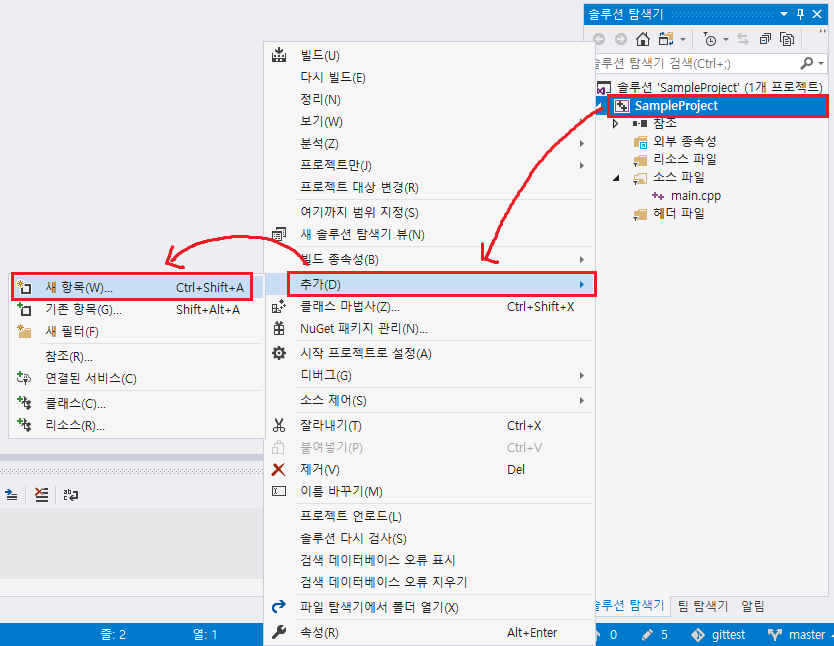 솔루션 탐색기
솔루션 탐색기 검색(Ctrl+;)
솔루션 'SampleProject' (1개 프로젝트)
SampleProject
참조
외부 종속성
리소스 파일
소스 파일
main.cpp
헤더 파일
빌드(U)
다시 빌드(E)
정리(N)
보기(W)
분석(Z)
프로젝트만(J)
프로젝트 대상 변경(R)
여기까지 범위 지정(S)
새 솔루션 탐색기 뷰(N)
빌드 종속성(B)
추가(D)
클래스 마법사(Z)... Ctrl+Shift+X
NuGet 패키지 관리(N)...
시작 프로젝트로 설정(A)
디버그(G)
소스 제어(S)
잘라내기(T) Ctrl+X
붙여넣기(P) Ctrl+V
제거(V) Del
이름 바꾸기(M)
프로젝트 언로드(L)
솔루션 다시 검사(S)
검색 데이터베이스 오류 표시
검색 데이터베이스 오류 지우기
파일 탐색기에서 폴더 열기(X)
속성(R) Alt+Enter
새 항목(W)... Ctrl+Shift+A
기존 항목(G)... Shift+Alt+A
새 필터(F)
참조(R)...
연결된 서비스(C)
클래스(C)...
리소스(R)...
솔루션 탐색기 팀 탐색기 알림
줄: 2 열: 1 0 5 gittest master